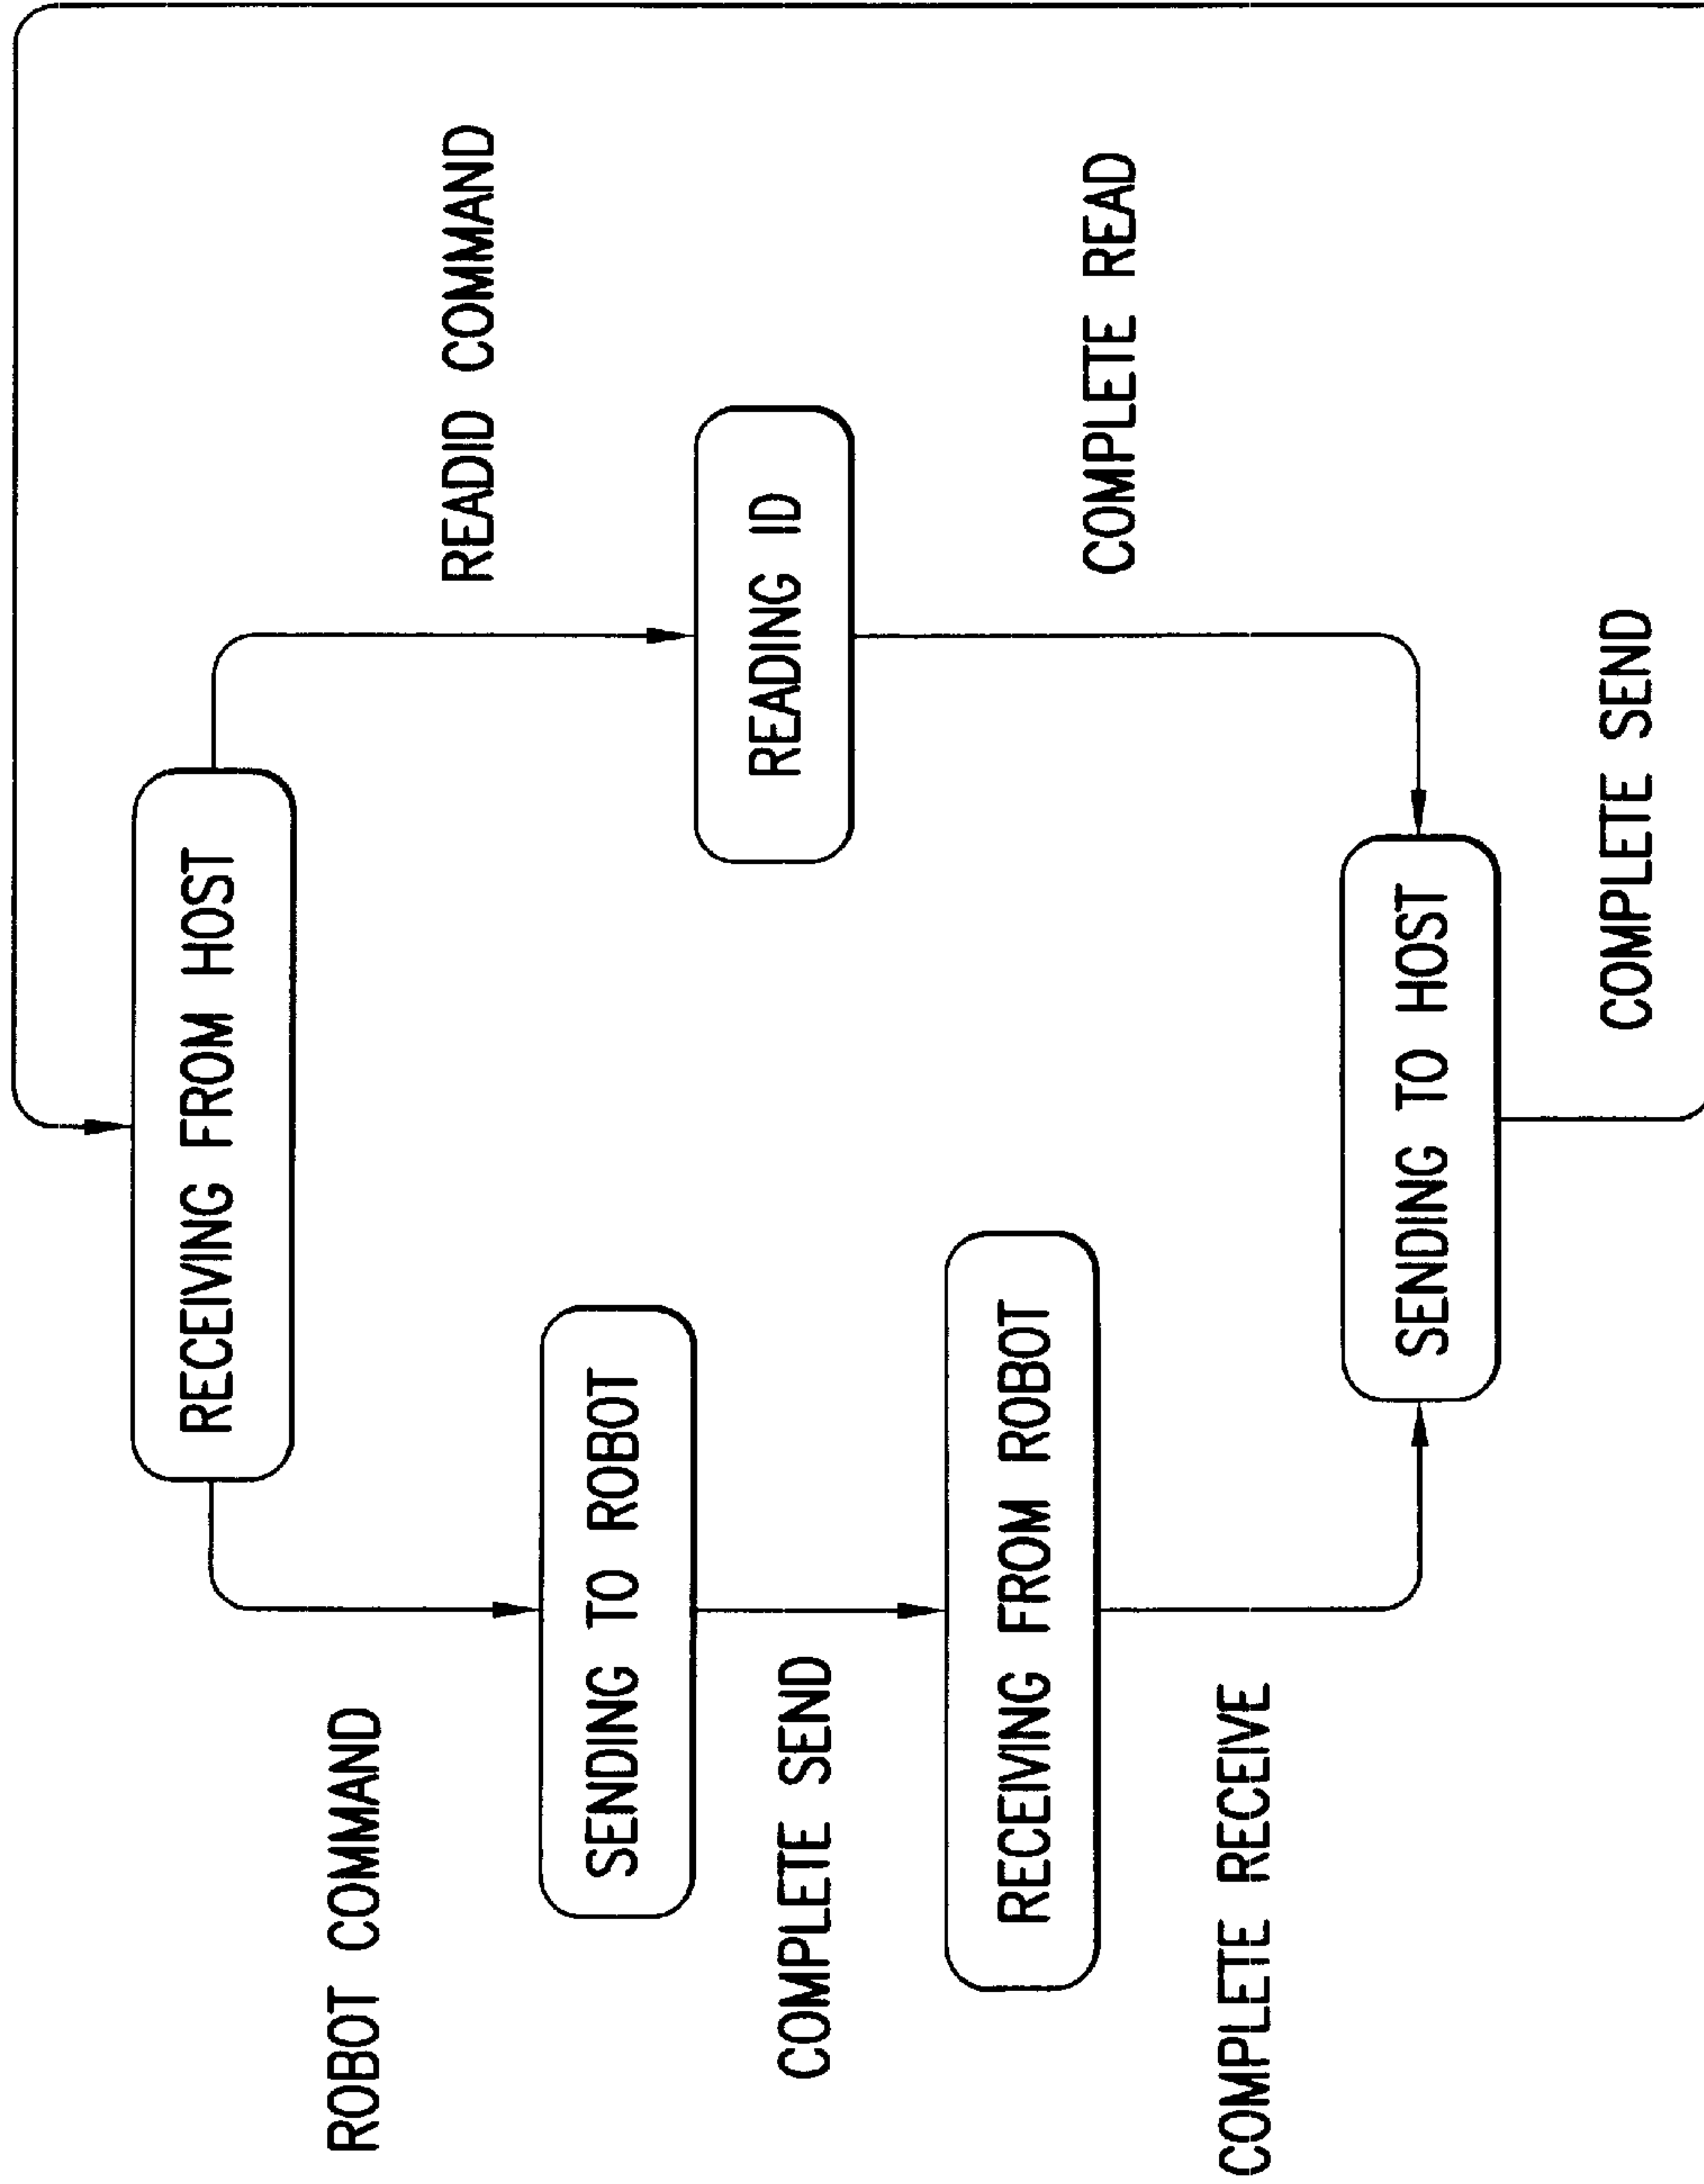 RECEIVING FROM HOST
ROBOT COMMAND
READID COMMAND
SENDING TO ROBOT
READING ID
COMPLETE SEND
RECEIVING FROM ROBOT
COMPLETE READ
COMPLETE RECEIVE
SENDING TO HOST
COMPLETE SEND